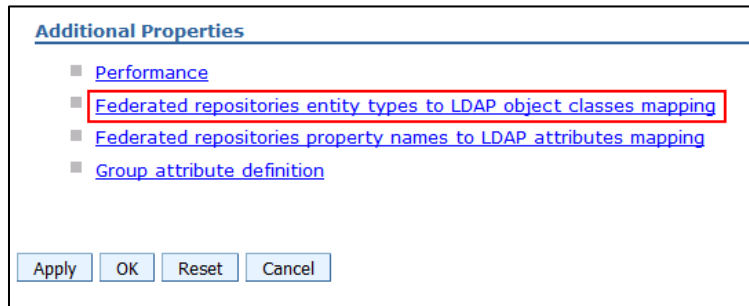 Additional Properties
Performance
Federated repositories entity types to LDAP object classes mapping
Federated repositories property names to LDAP attributes mapping
Group attribute definition
Apply OK Reset Cancel